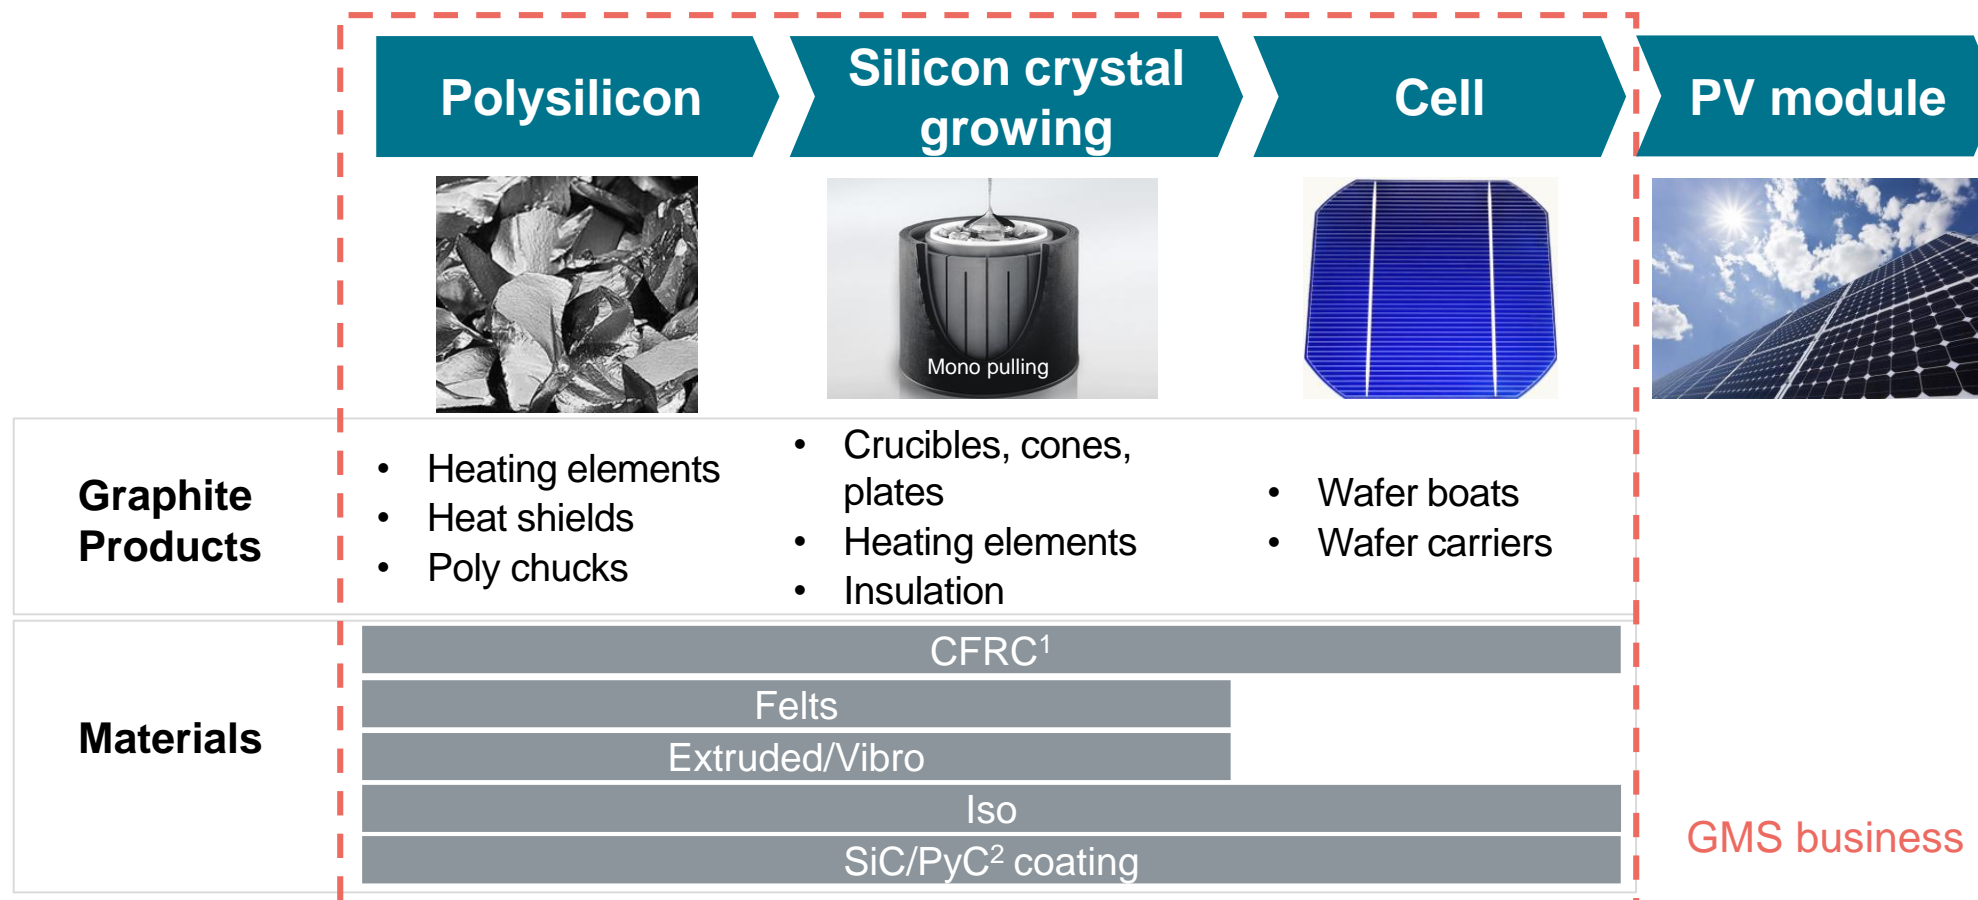 Polysilicon
Silicon crystal
growing
Cell
PV module
Mono pulling
Graphite
Products
• Heating elements
• Heat shields
• Poly chucks
• Crucibles, cones,
plates
• Heating elements
• Insulation
• Wafer boats
• Wafer carriers
Materials
CFRC¹
Felts
Extruded/Vibro
Iso
SiC/PyC² coating
GMS business